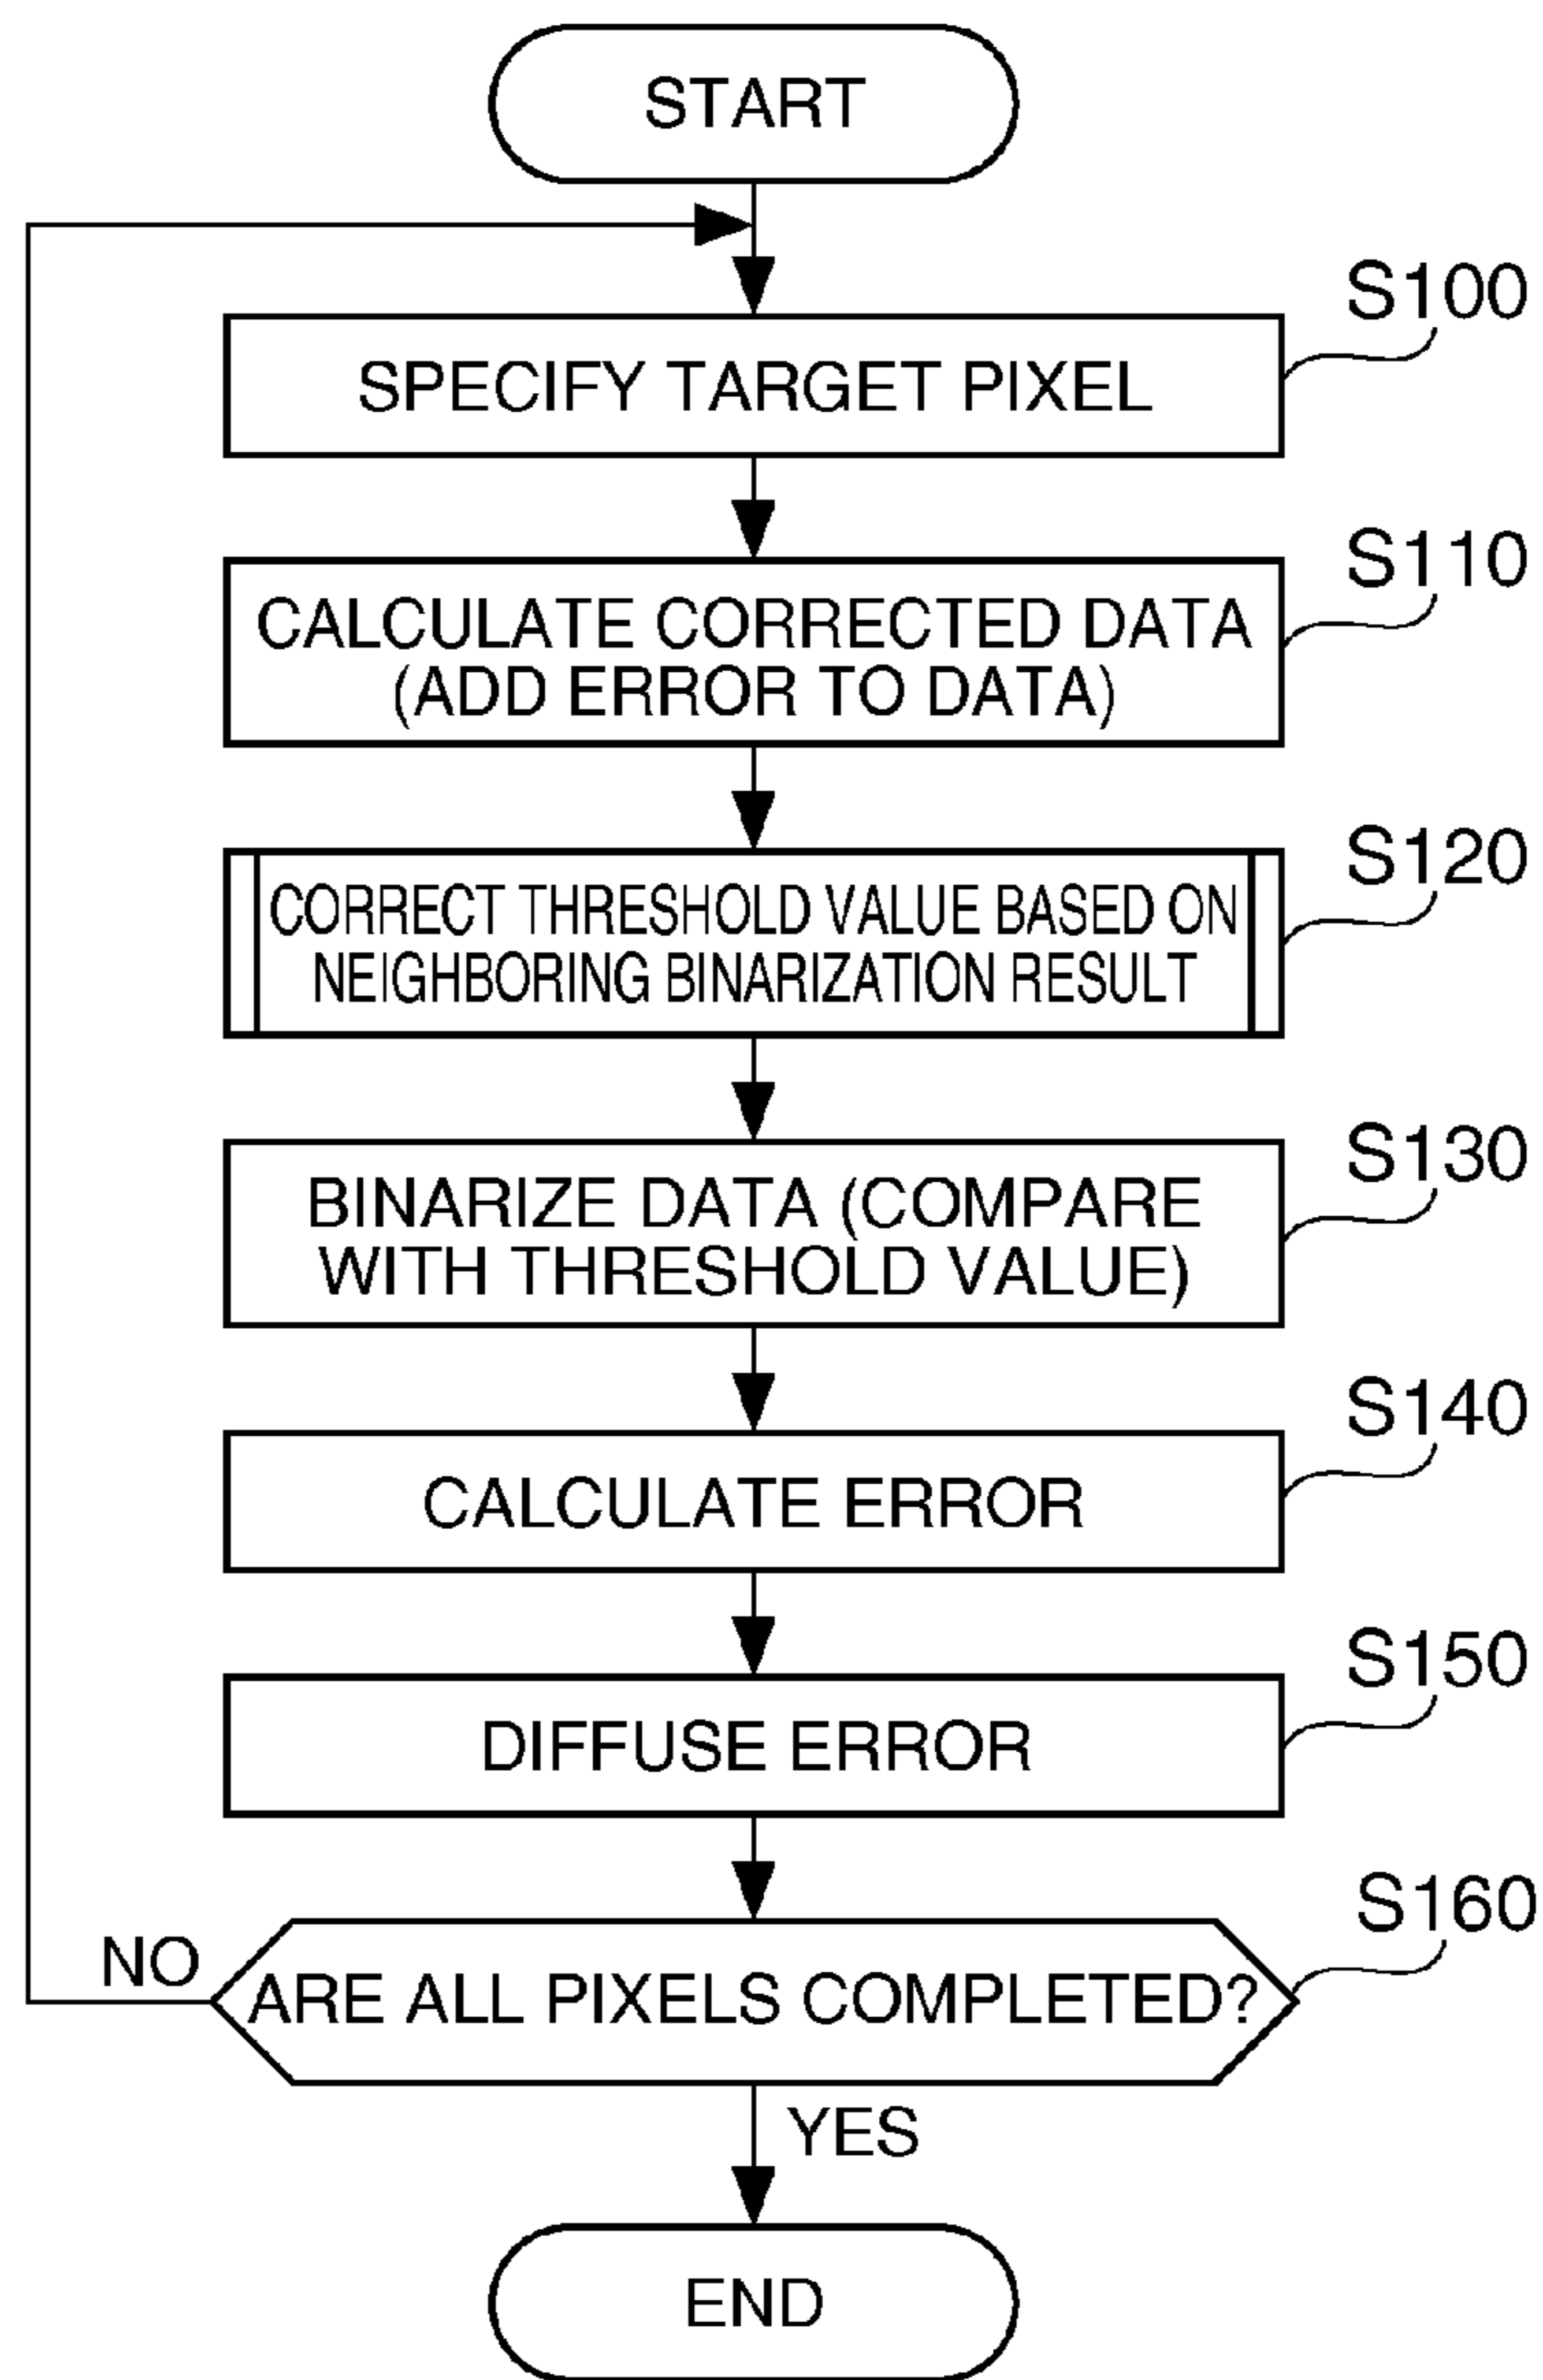 START
S100
SPECIFY TARGET PIXEL
S110
CALCULATE CORRECTED DATA
(ADD ERROR TO DATA)
S120
CORRECT THRESHOLD VALUE BASED ON
NEIGHBORING BINARIZATION RESULT
S130
BINARIZE DATA (COMPARE
WITH THRESHOLD VALUE)
S140
CALCULATE ERROR
S150
DIFFUSE ERROR
S160
NO
ARE ALL PIXELS COMPLETED?
YES
END